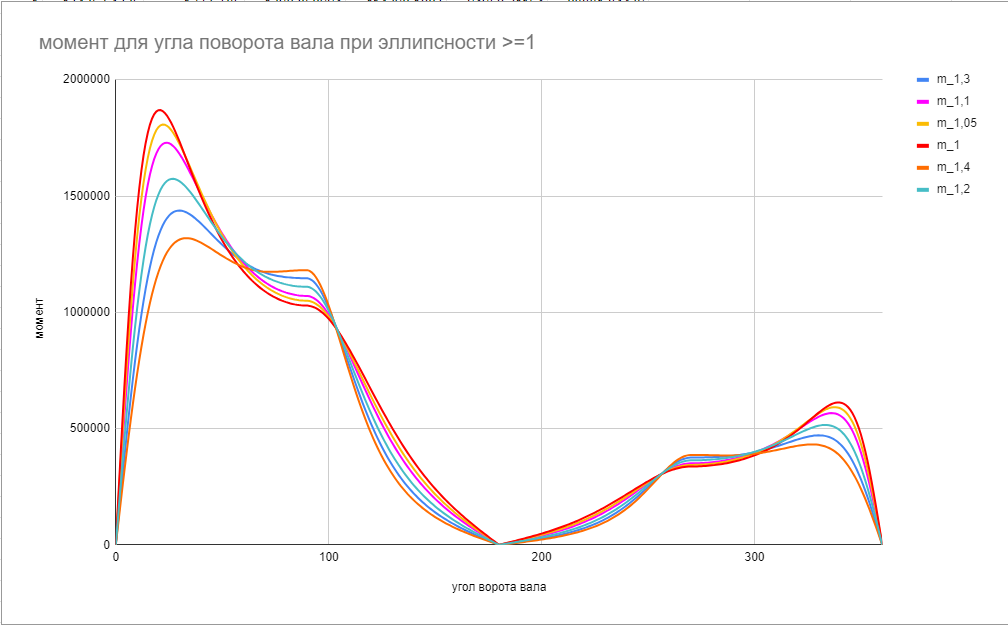 момент для угла поворота вала при эллипсности >=1
2000000
1500000
1000000
500000
0
момент
0
100
200
300
угол ворота вала
m_1,3
m_1,1
m_1,05
m_1
m_1,4
m_1,2